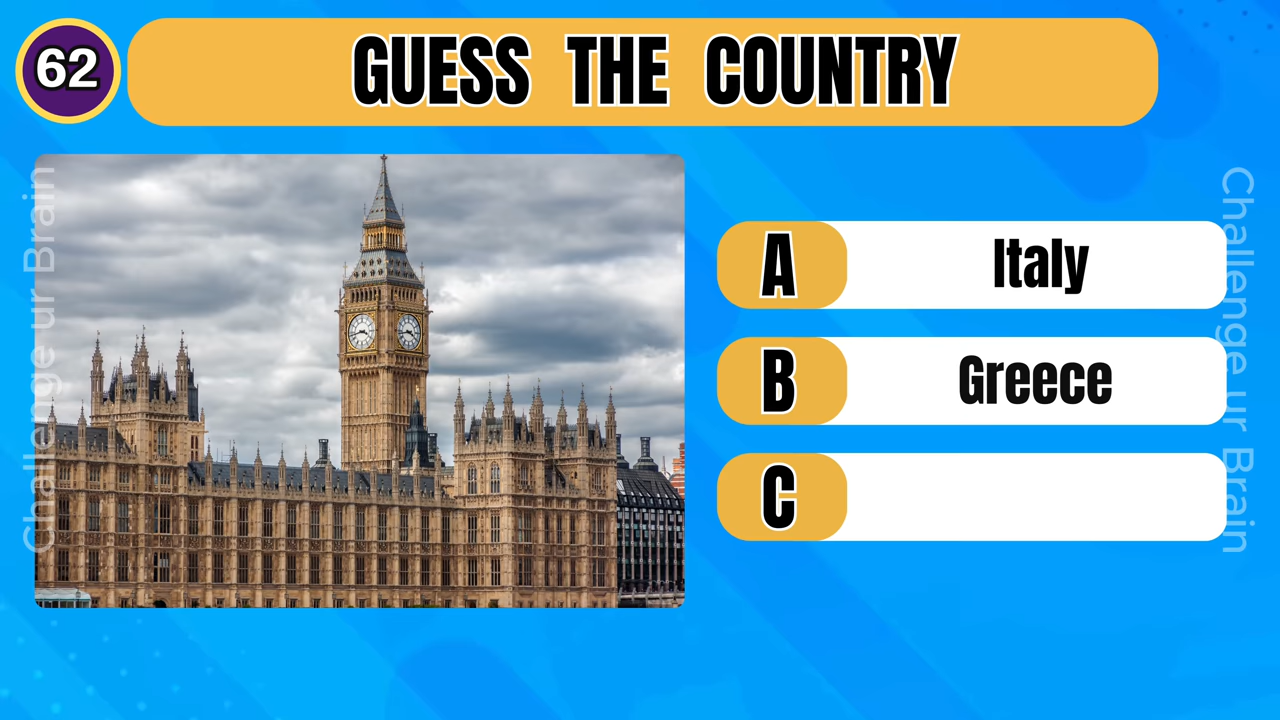 62
GUESS THE COUNTRY
Challenge ur Brain
A
Italy
B
Greece
C
Challenge ur Brain